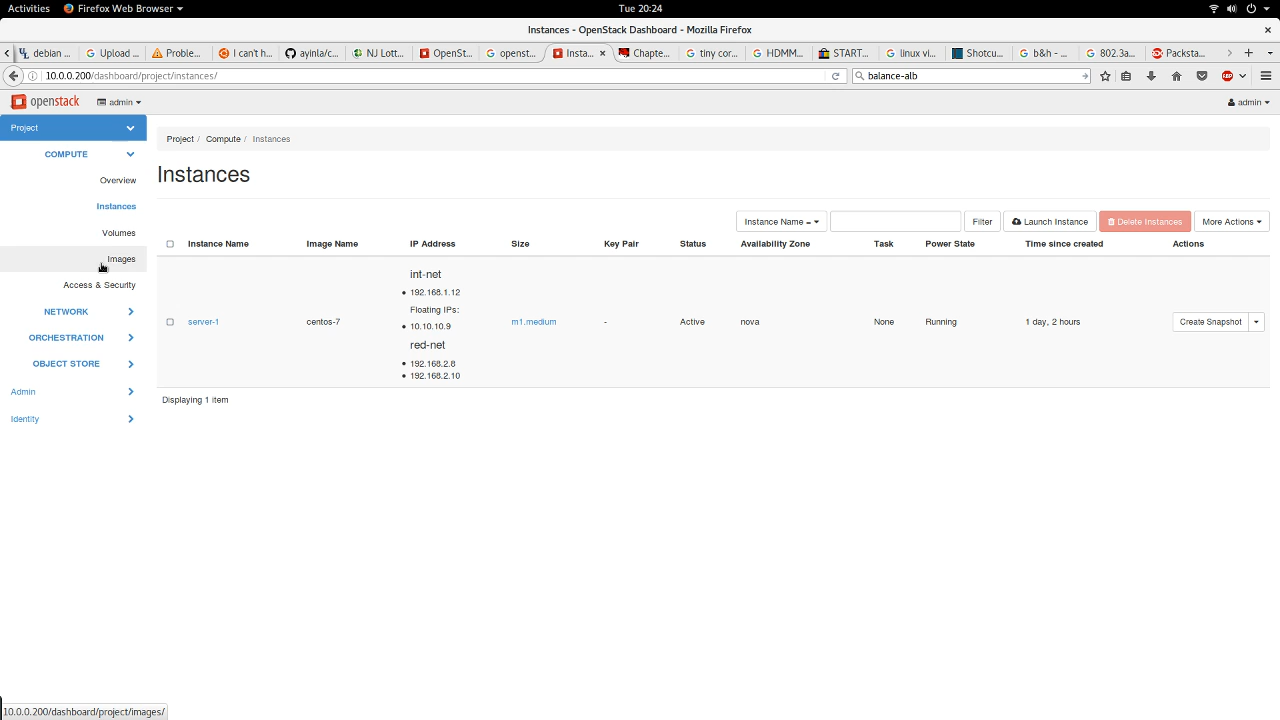 Activities Firefox Web Browser Tue 20:24
Instances - OpenStack Dashboard - Mozilla Firefox
debian ... Upload ... Proble... I can't h... ayinla/c... NJ Lott... OpenSt... openst... Insta... Chapte... tiny cor... HDMM... START... linux vi... Shotcu... b&h - ... 802.3a... Packsta...
10.0.0.200/dashboard/project/instances/ balance-alb
openstack admin admin
Project
COMPUTE
Overview
Instances
Volumes
Images
Access & Security
NETWORK
ORCHESTRATION
OBJECT STORE
Admin
Identity
Project / Compute / Instances
Instances
Instance Name = Filter Launch Instance Delete Instances More Actions
Instance Name Image Name IP Address Size Key Pair Status Availability Zone Task Power State Time since created Actions
int-net
192.168.1.12
Floating IPs:
10.10.10.9
red-net
192.168.2.8
192.168.2.10
server-1 centos-7 m1.medium - Active nova None Running 1 day, 2 hours Create Snapshot
Displaying 1 item
10.0.0.200/dashboard/project/images/